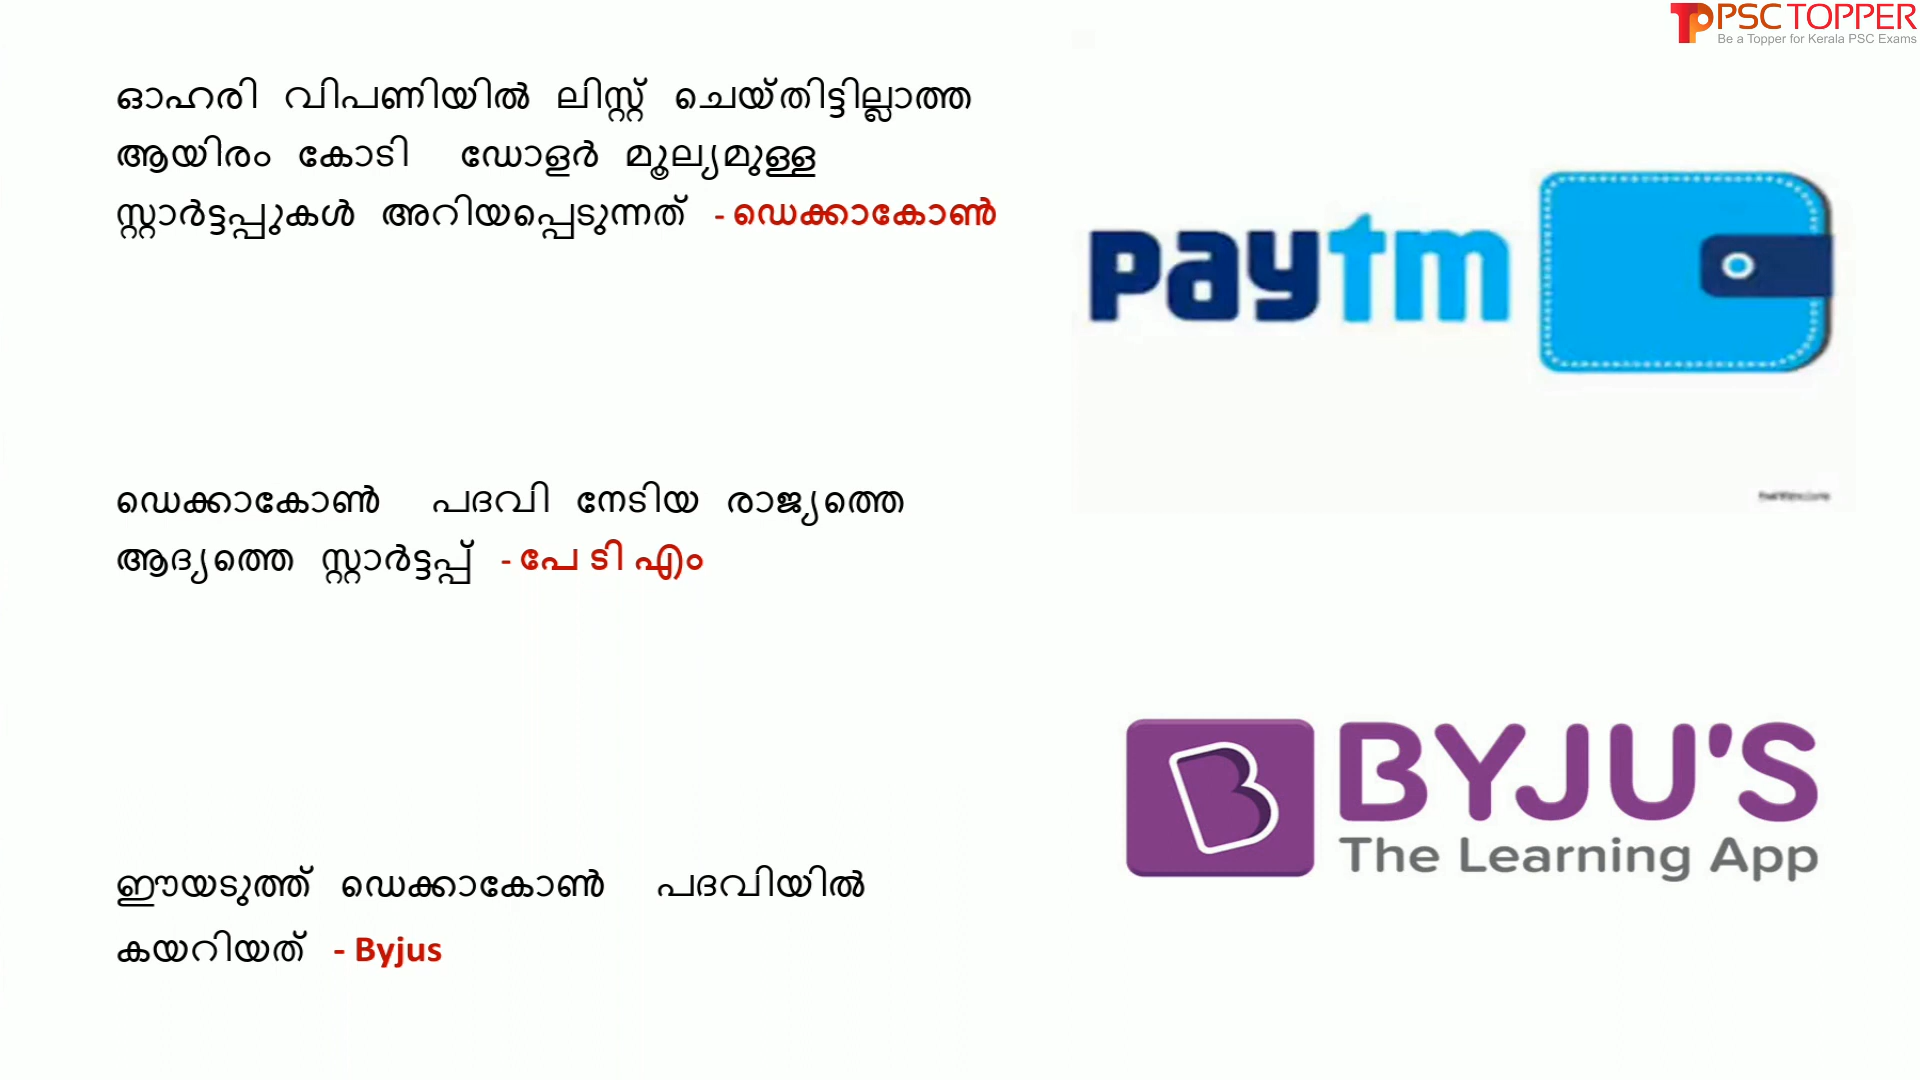 PSC TOPPER
Be a Topper for Kerala PSC Exams
ഓഹരി വിപണിയിൽ ലിസ്റ്റ് ചെയ്തിട്ടില്ലാത്ത
ആയിരം കോടി ഡോളർ മൂല്യമുള്ള
സ്റ്റാർട്ടപ്പുകൾ അറിയപ്പെടുന്നത് - ഡെക്കാകോൺ
paytm
ഡെക്കാകോൺ പദവി നേടിയ രാജ്യത്തെ
ആദ്യത്തെ സ്റ്റാർട്ടപ്പ് - പേ ടി എം
BYJU'S
The Learning App
ഈയടുത്ത് ഡെക്കാകോൺ പദവിയിൽ
കയറിയത് - Byjus